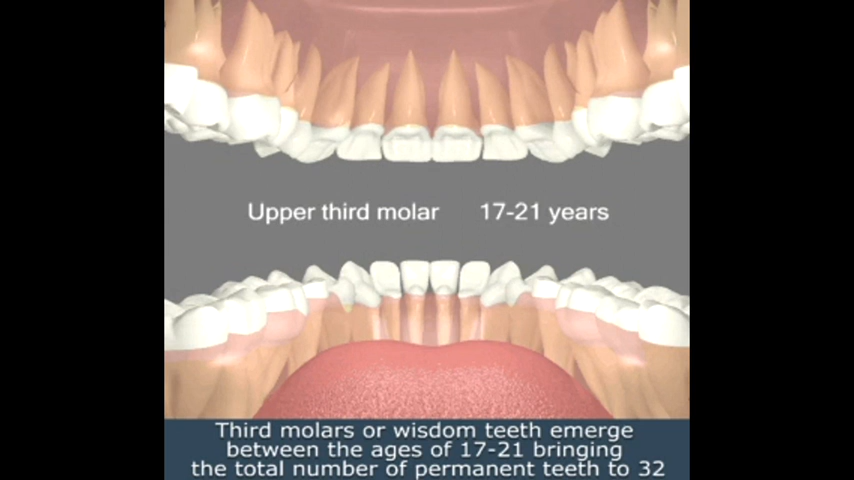 Upper third molar 17-21 years
Third molars or wisdom teeth emerge
between the ages of 17-21 bringing
the total number of permanent teeth to 32